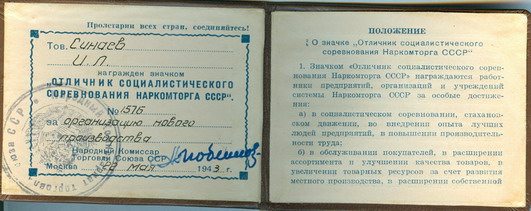 Пролетарии всех стран, соединяйтесь!
Тов. Синаев
И. Л.
награжден значком
„ОТЛИЧНИК СОЦИАЛИСТИЧЕСКОГО
СОРЕВНОВАНИЯ НАРКОМТОРГА СССР".
№ 1576
за организацию нового
производства
Народный Комиссар
Торговли Союза ССР
Москва мая 1943 г.
ПОЛОЖЕНИЕ
О значке „Отличник социалистического
соревнования Наркомторга СССР"
1. Значком „Отличник социалистического сорев-
нования Наркомторга СССР" награждаются работ-
ники предприятий, организаций и учреждений
системы Наркомторга СССР за особые достиже-
ния:
а) в социалистическом соревновании, стаханов-
ском движении, во внедрении опыта лучших
людей предприятий, в повышении производитель-
ности труда;
б) в обслуживании покупателей, в расширении
ассортимента и улучшении качества товаров, в
увеличении товарных ресурсов за счет развития
местного производства, в расширении собственной